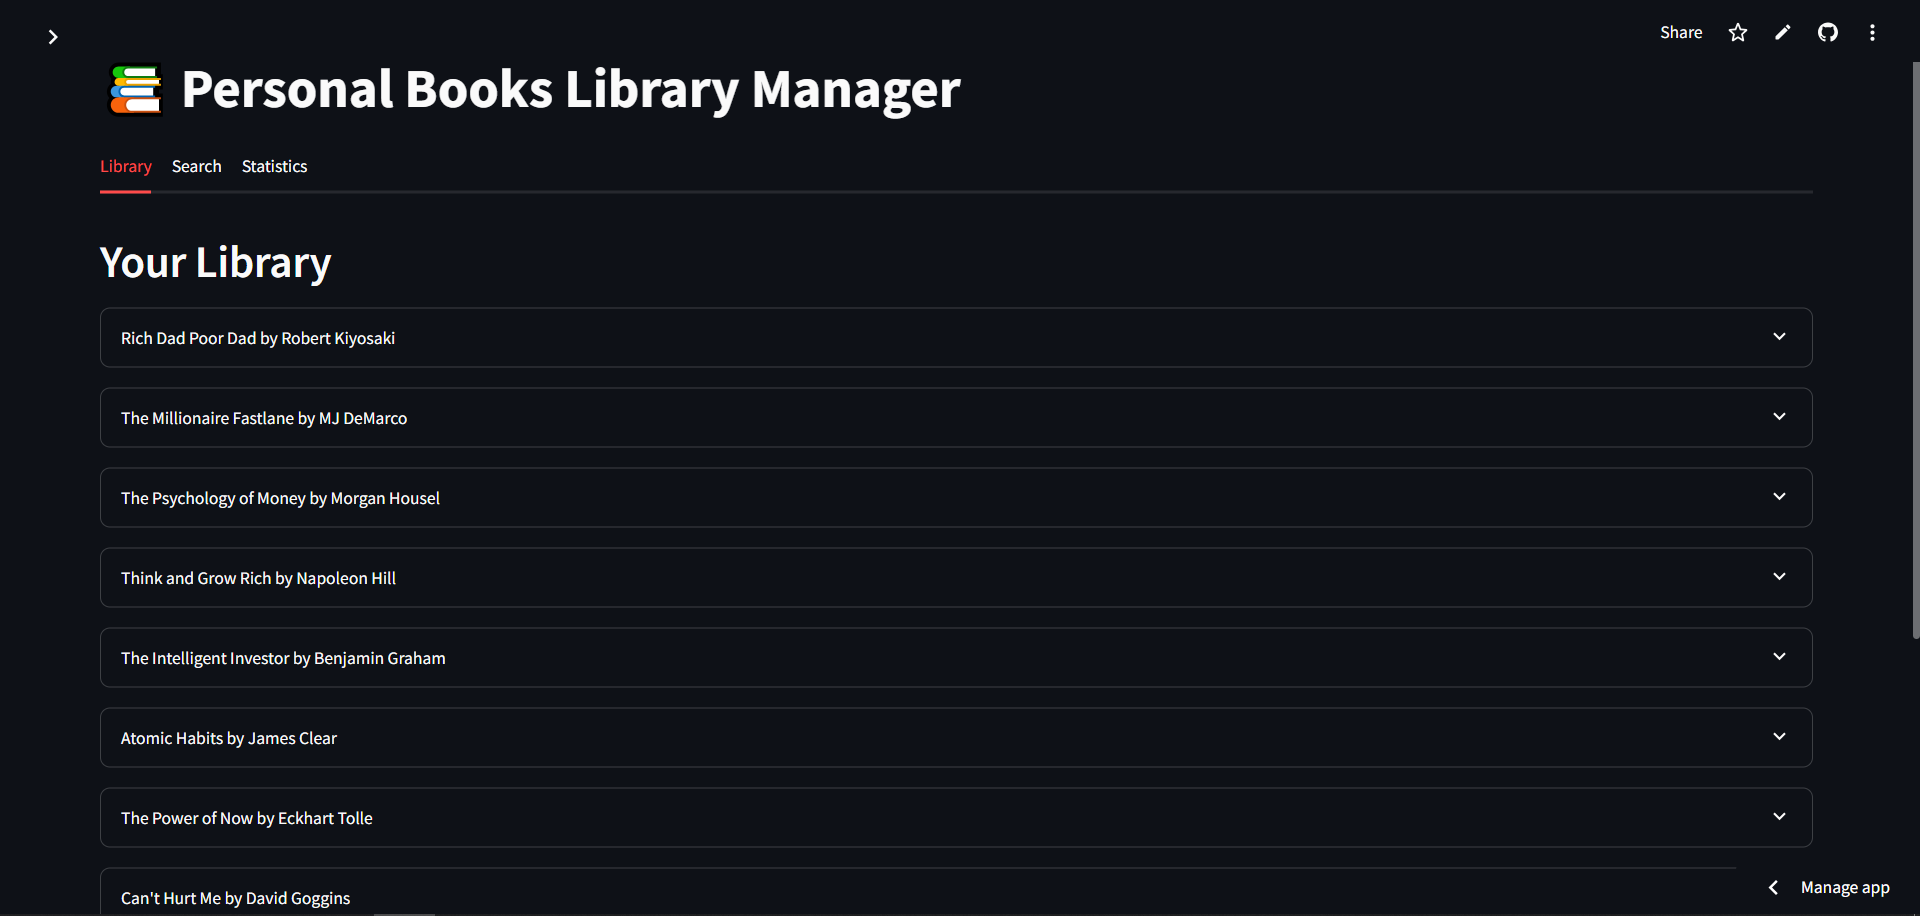 Share
Personal Books Library Manager
Library Search Statistics
Your Library
Rich Dad Poor Dad by Robert Kiyosaki
The Millionaire Fastlane by MJ DeMarco
The Psychology of Money by Morgan Housel
Think and Grow Rich by Napoleon Hill
The Intelligent Investor by Benjamin Graham
Atomic Habits by James Clear
The Power of Now by Eckhart Tolle
Can't Hurt Me by David Goggins
Manage app